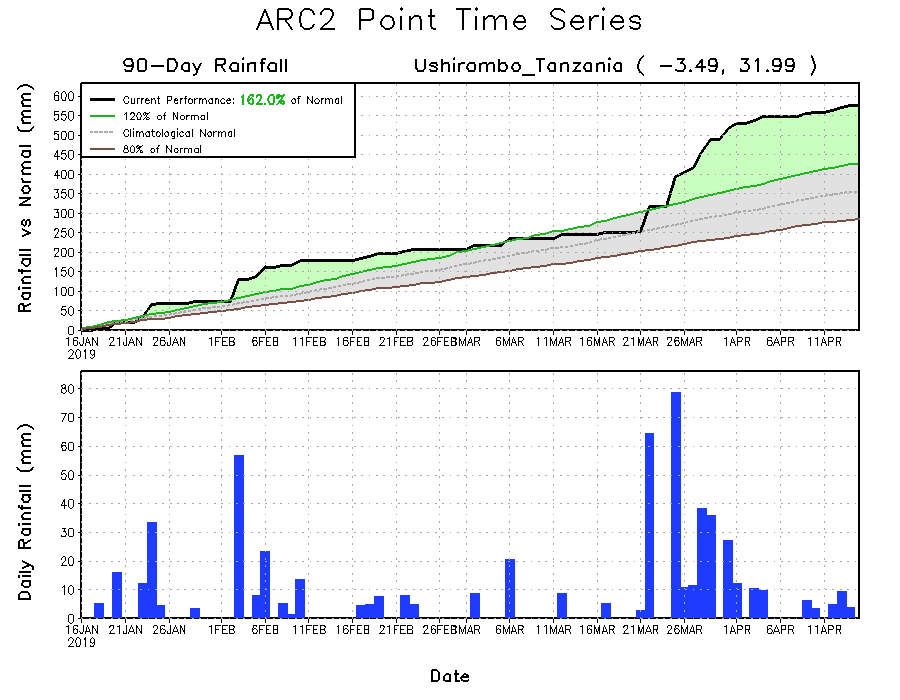 ARC2 Point Time Series
90-Day Rainfall
Ushirambo_Tanzania ( -3.49, 31.99 )
Rainfall vs Normal (mm)
600
550
500
450
400
350
300
250
200
150
100
50
0
Current Performance: 162.0% of Normal
120% of Normal
Climatological Normal
80% of Normal
16JAN 21JAN 26JAN 1FEB 6FEB 11FEB 16FEB 21FEB 26FEB 3MAR 6MAR 11MAR 16MAR 21MAR 26MAR 1APR 6APR 11APR
2019
Daily Rainfall (mm)
80
70
60
50
40
30
20
10
0
16JAN 21JAN 26JAN 1FEB 6FEB 11FEB 16FEB 21FEB 26FEB 3MAR 6MAR 11MAR 16MAR 21MAR 26MAR 1APR 6APR 11APR
2019
Date